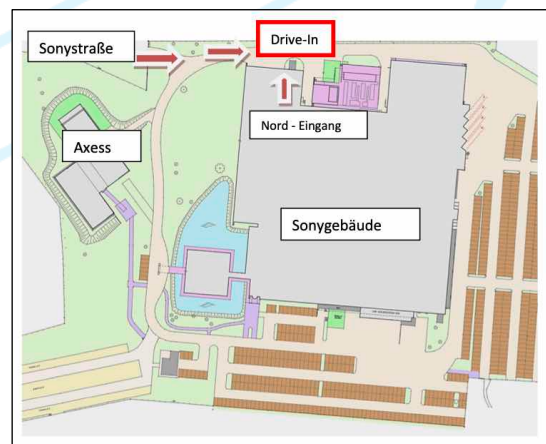 Drive-In
Sonystraße
Nord - Eingang
Axess
Sonygebäude